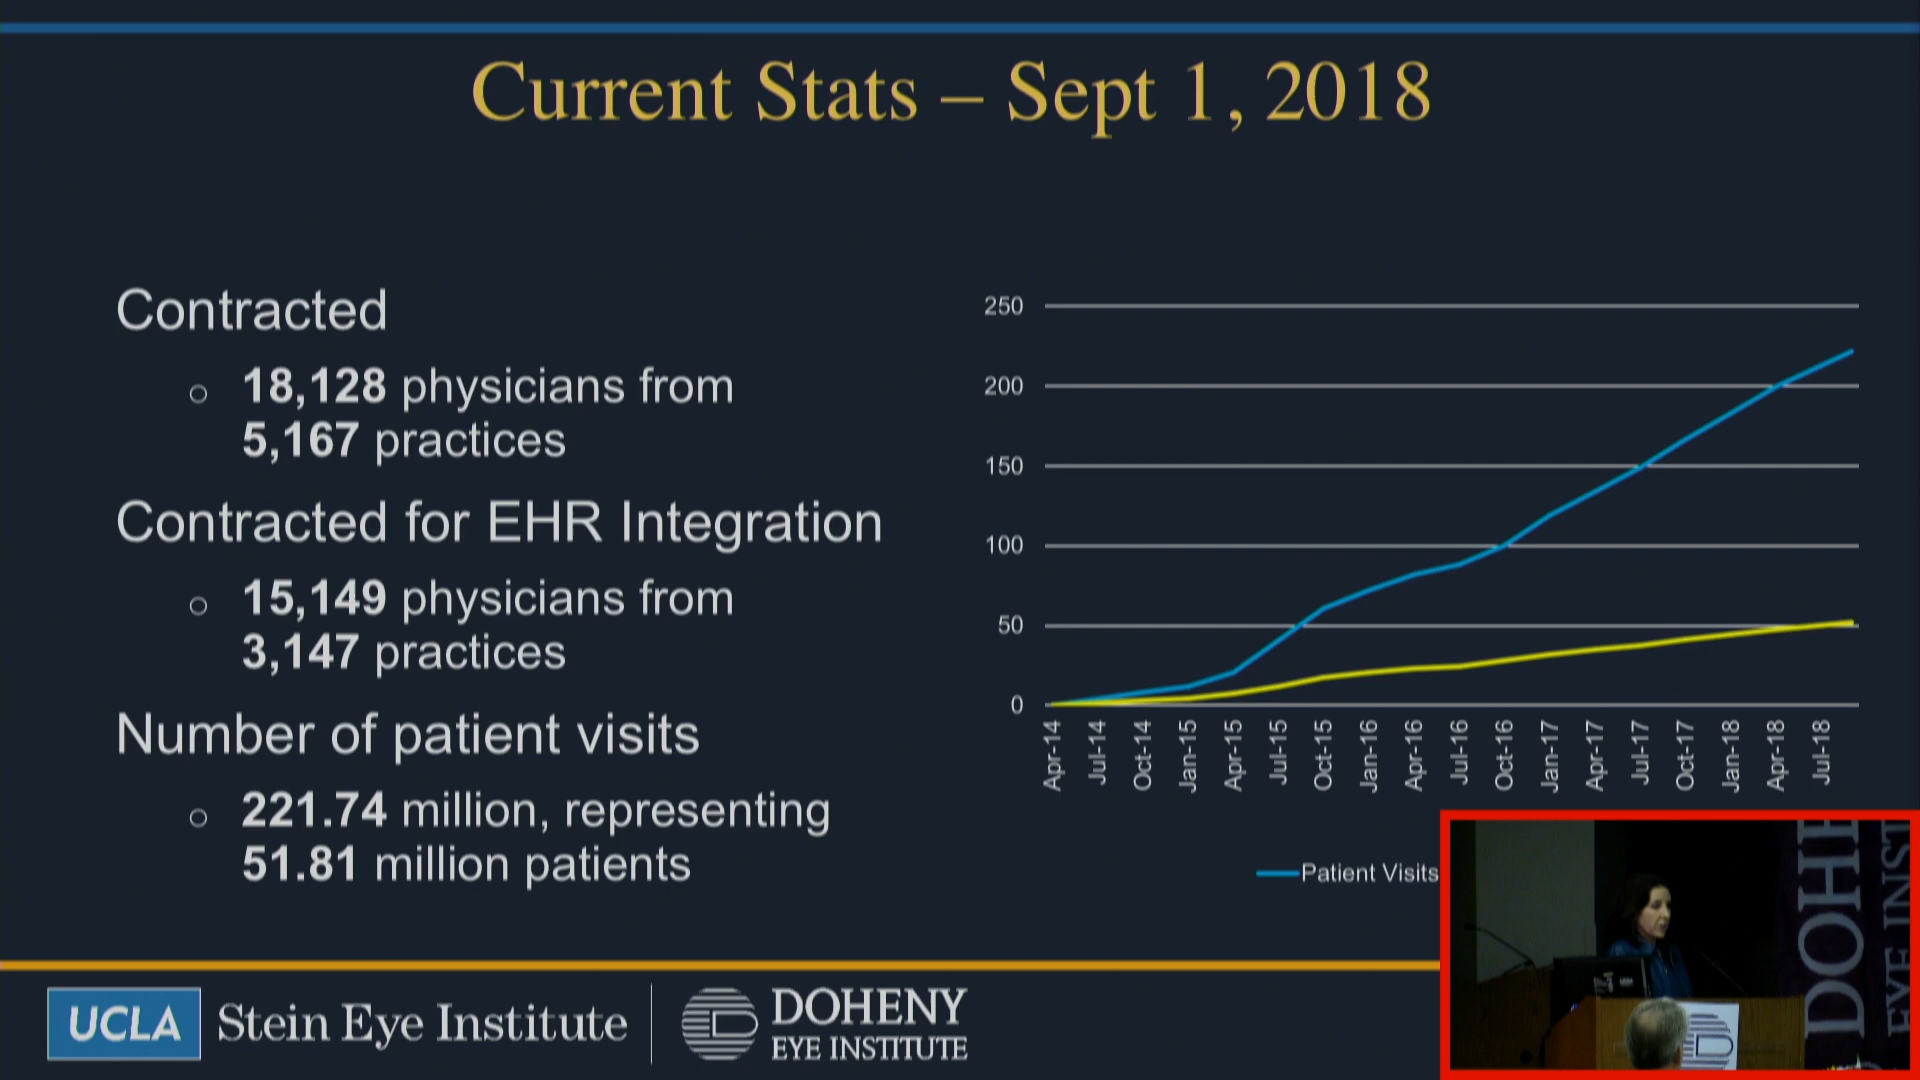 Current Stats – Sept 1, 2018
Contracted
o 18,128 physicians from
5,167 practices
Contracted for EHR Integration
o 15,149 physicians from
3,147 practices
Number of patient visits
o 221.74 million, representing
51.81 million patients
250
200
150
100
50
0
Apr-14
Jul-14
Oct-14
Jan-15
Apr-15
Jul-15
Oct-15
Jan-16
Apr-16
Jul-16
Oct-16
Jan-17
Apr-17
Jul-17
Oct-17
Jan-18
Apr-18
Jul-18
Patient Visits
UCLA Stein Eye Institute
DOHENY
EYE INSTITUTE
DOHE
EYE INST